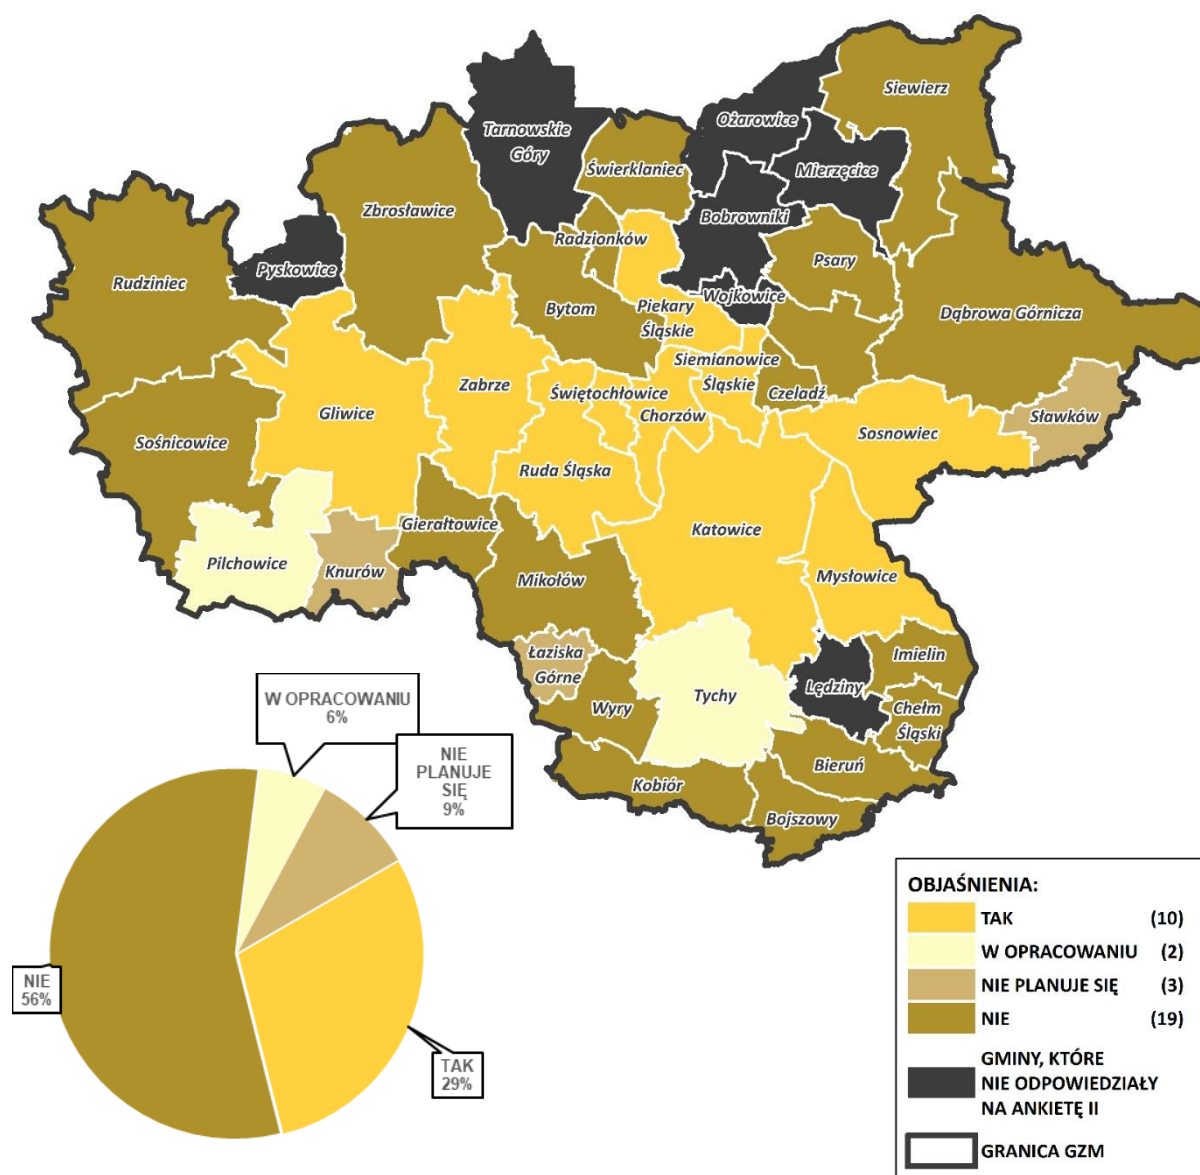 Siewierz
Ożarowice
Tarnowskie
Góry
Mierzęcice
Świerklaniec
Zbrosławice
Bobrowniki
Radzionków
Psary
Pyskowice
Rudziniec
Wojkowice
Bytom
Piekary
Śląskie
Dąbrowa Górnicza
Siemianowice
Śląskie
Zabrze
Świętochłowice
Czeladź
Gliwice
Chorzów
Sławków
Sosnowiec
Sośnicowice
Ruda Śląska
Gierałtowice
Katowice
Pilchowice
Knurów
Mikołów
Mysłowice
Łaziska
Górne
Imielin
Lędziny
Tychy
Wyry
Chełm
Śląski
Bieruń
Kobiór
Bojszowy
W OPRACOWANIU
6%
NIE
PLANUJE
SIĘ
9%
NIE
56%
TAK
29%
OBJAŚNIENIA:
TAK (10)
W OPRACOWANIU (2)
NIE PLANUJE SIĘ (3)
NIE (19)
GMINY, KTÓRE
NIE ODPOWIEDZIAŁY
NA ANKIETĘ II
GRANICA GZM